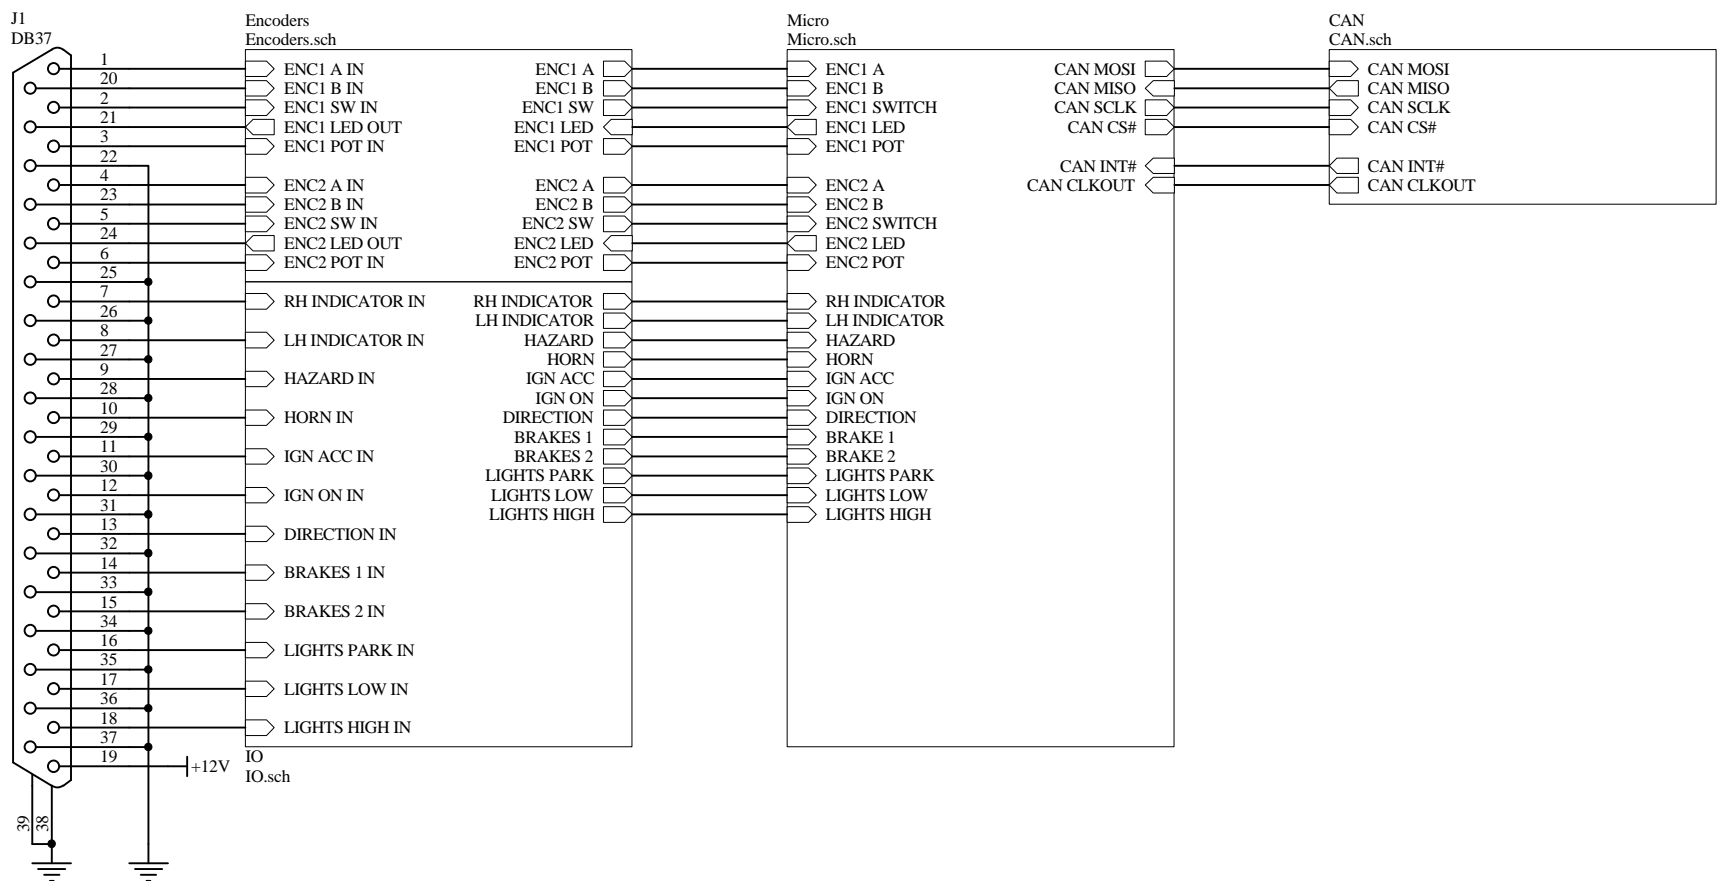 J1
DB37
1
20
2
21
3
22
4
23
5
24
6
25
7
26
8
27
9
28
10
29
11
30
12
31
13
32
14
33
15
34
16
35
17
36
18
37
19
39
38
+12V
Encoders
Encoders.sch
ENC1 A IN
ENC1 B IN
ENC1 SW IN
ENC1 LED OUT
ENC1 POT IN
ENC2 A IN
ENC2 B IN
ENC2 SW IN
ENC2 LED OUT
ENC2 POT IN
ENC1 A
ENC1 B
ENC1 SW
ENC1 LED
ENC1 POT
ENC2 A
ENC2 B
ENC2 SW
ENC2 LED
ENC2 POT
RH INDICATOR IN
LH INDICATOR IN
HAZARD IN
HORN IN
IGN ACC IN
IGN ON IN
DIRECTION IN
BRAKES 1 IN
BRAKES 2 IN
LIGHTS PARK IN
LIGHTS LOW IN
LIGHTS HIGH IN
RH INDICATOR
LH INDICATOR
HAZARD
HORN
IGN ACC
IGN ON
DIRECTION
BRAKES 1
BRAKES 2
LIGHTS PARK
LIGHTS LOW
LIGHTS HIGH
IO
IO.sch
Micro
Micro.sch
ENC1 A
ENC1 B
ENC1 SWITCH
ENC1 LED
ENC1 POT
ENC2 A
ENC2 B
ENC2 SWITCH
ENC2 LED
ENC2 POT
RH INDICATOR
LH INDICATOR
HAZARD
HORN
IGN ACC
IGN ON
DIRECTION
BRAKE 1
BRAKE 2
LIGHTS PARK
LIGHTS LOW
LIGHTS HIGH
CAN MOSI
CAN MISO
CAN SCLK
CAN CS#
CAN INT#
CAN CLKOUT
CAN
CAN.sch
CAN MOSI
CAN MISO
CAN SCLK
CAN CS#
CAN INT#
CAN CLKOUT